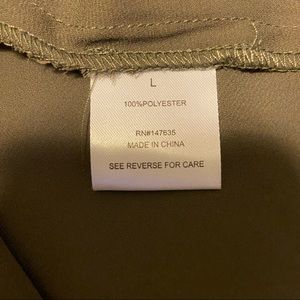 L
100%POLYESTER
RN#147635
MADE IN CHINA
SEE REVERSE FOR CARE